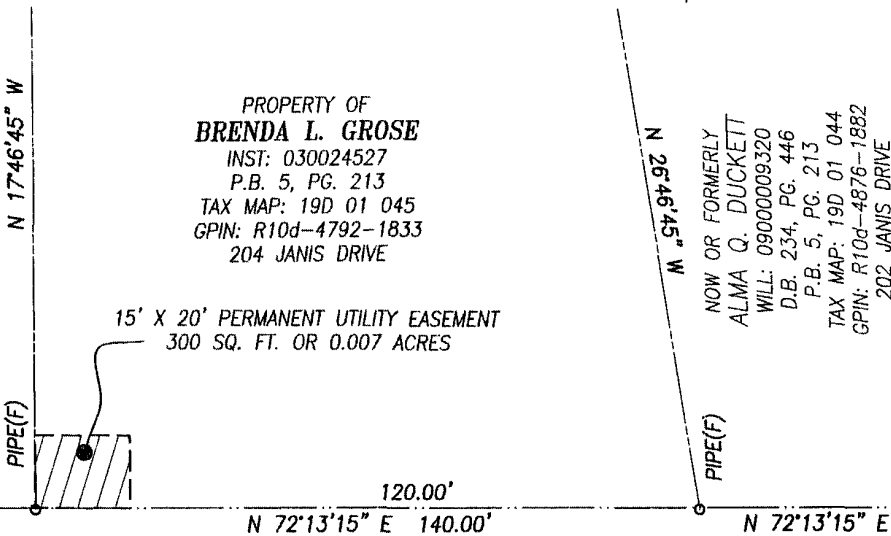 N 17°46'45" W
PROPERTY OF
BRENDA L. GROSE
INST: 030024527
P.B. 5, PG. 213
TAX MAP: 19D 01 045
GPIN: R10d-4792-1833
204 JANIS DRIVE
15' X 20' PERMANENT UTILITY EASEMENT
300 SQ. FT. OR 0.007 ACRES
PIPE(F)
N 26°46'45" W
NOW OR FORMERLY
ALMA Q. DUCKETT
WILL: 09000009320
D.B. 234, PG. 446
P.B. 5, PG. 213
TAX MAP: 19D 01 044
GPIN: R10d-4876-1882
202 JANIS DRIVE
PIPE(F)
120.00'
N 72°13'15" E 140.00'
N 72°13'15" E